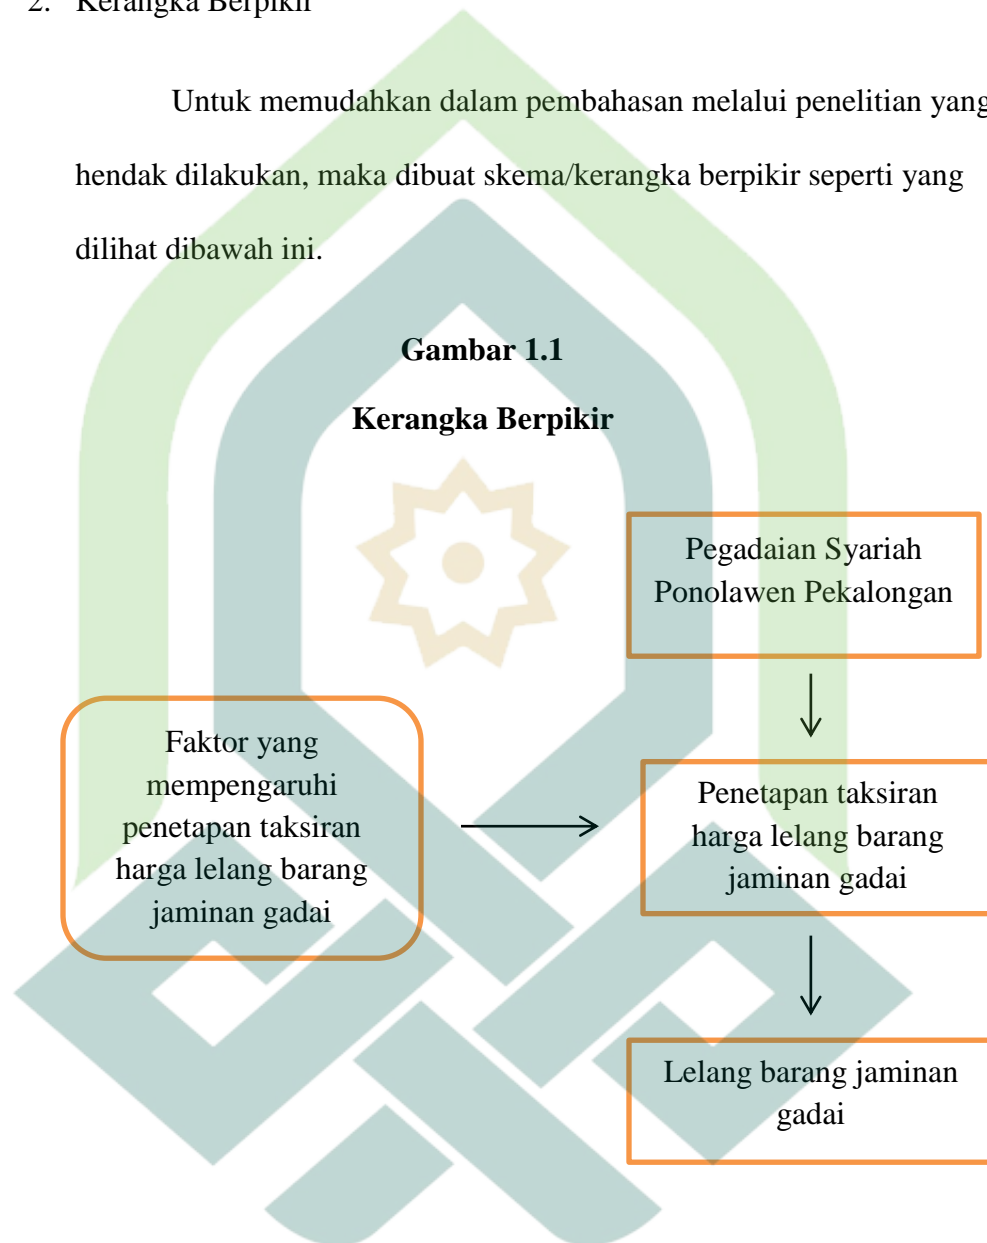 2. Kerangka Berpikir
Untuk memudahkan dalam pembahasan melalui penelitian yang
hendak dilakukan, maka dibuat skema/kerangka berpikir seperti yang
dilihat dibawah ini.
Gambar 1.1
Kerangka Berpikir
Pegadaian Syariah
Ponolawen Pekalongan
Faktor yang
mempengaruhi
penetapan taksiran
harga lelang barang
jaminan gadai
Penetapan taksiran
harga lelang barang
jaminan gadai
Lelang barang jaminan
gadai